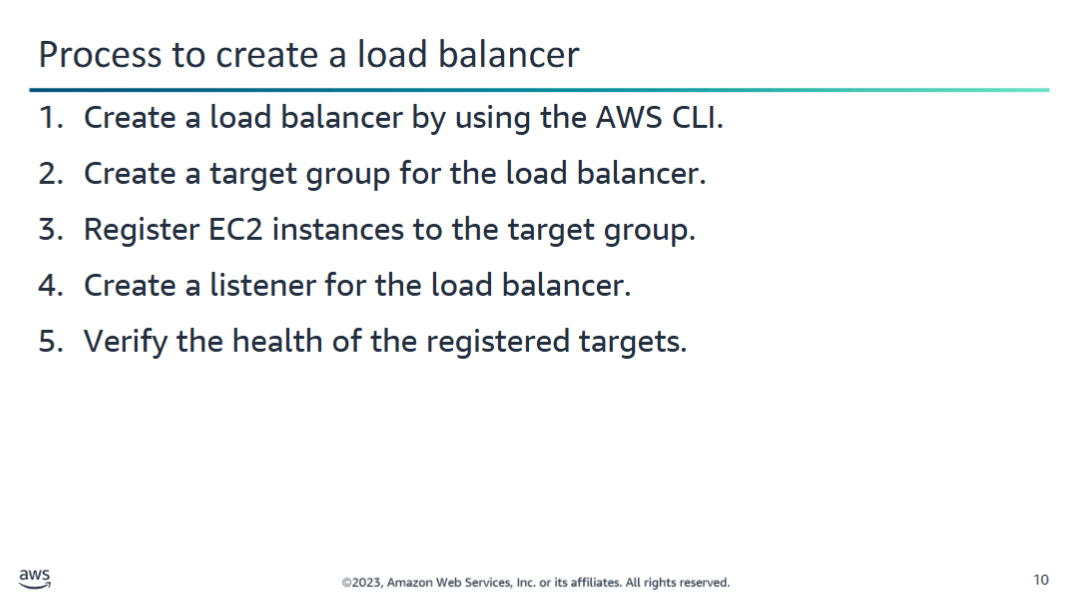 Process to create a load balancer
1. Create a load balancer by using the AWS CLI.
2. Create a target group for the load balancer.
3. Register EC2 instances to the target group.
4. Create a listener for the load balancer.
5. Verify the health of the registered targets.
aws
©2023, Amazon Web Services, Inc. or its affiliates. All rights reserved.
10